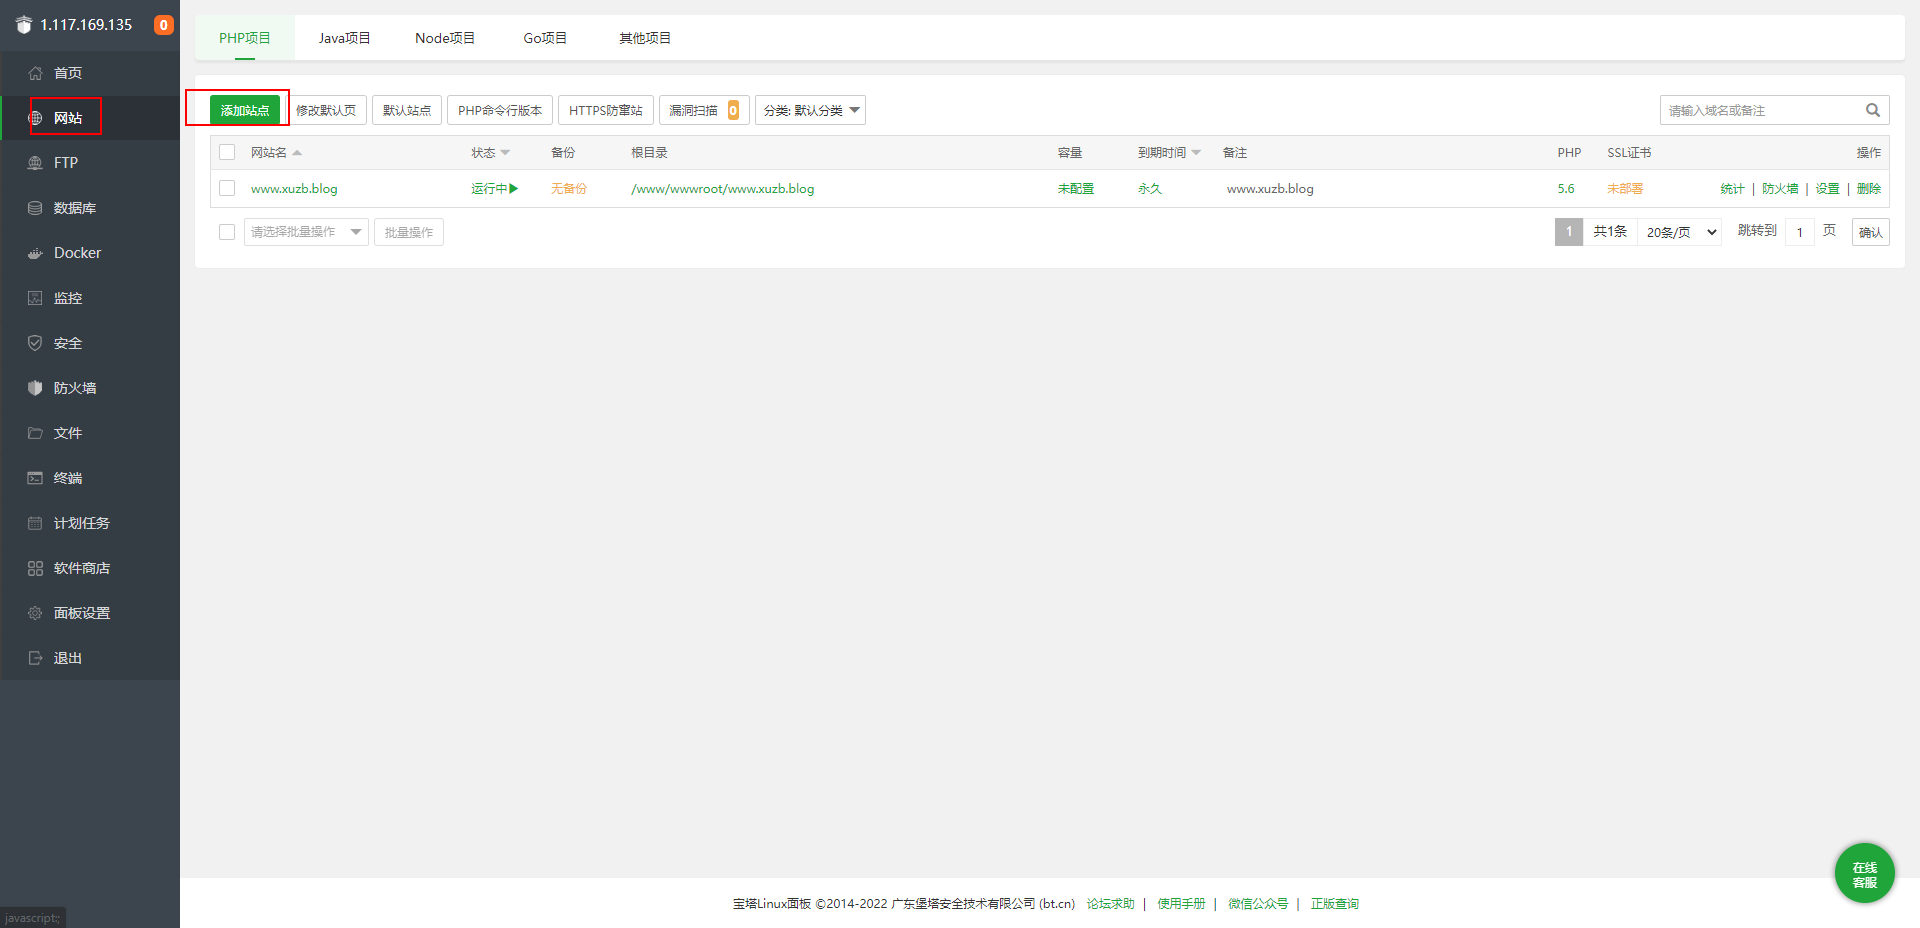 1.117.169.135
0
首页
网站
FTP
数据库
Docker
监控
安全
防火墙
文件
终端
计划任务
软件商店
面板设置
退出
javascript:;
PHP项目 Java项目 Node项目 Go项目 其他项目
添加站点 修改默认页 默认站点 PHP命令行版本 HTTPS防窜站 漏洞扫描 0 分类: 默认分类 请输入域名或备注
网站名 状态 备份 根目录 容量 到期时间 备注 PHP SSL证书 操作
www.xuzb.blog 运行中 无备份 /www/wwwroot/www.xuzb.blog 未配置 永久 www.xuzb.blog 5.6 未部署 统计 | 防火墙 | 设置 | 删除
请选择批量操作 批量操作 1 共1条 20条/页 跳转到 1 页 确认
在线
客服
宝塔Linux面板 ©2014-2022 广东堡塔安全技术有限公司 (bt.cn) 论坛求助 | 使用手册 | 微信公众号 | 正版查询